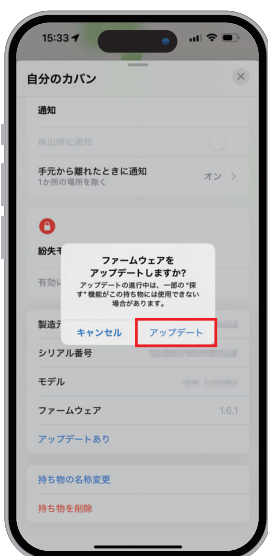 15:33
自分のカバン
通知
検出時に通知
手元から離れたときに通知
オン
1か所の場所を除く
紛失モ
ファームウェアを
アップデートしますか?
アップデートの進行中は、一部の"探
す"機能がこの持ち物には使用できない
場合があります。
キャンセル
アップデート
有効に
製造元
シリアル番号
モデル
ファームウェア
1.6.1
アップデートあり
持ち物の名称変更
持ち物を削除